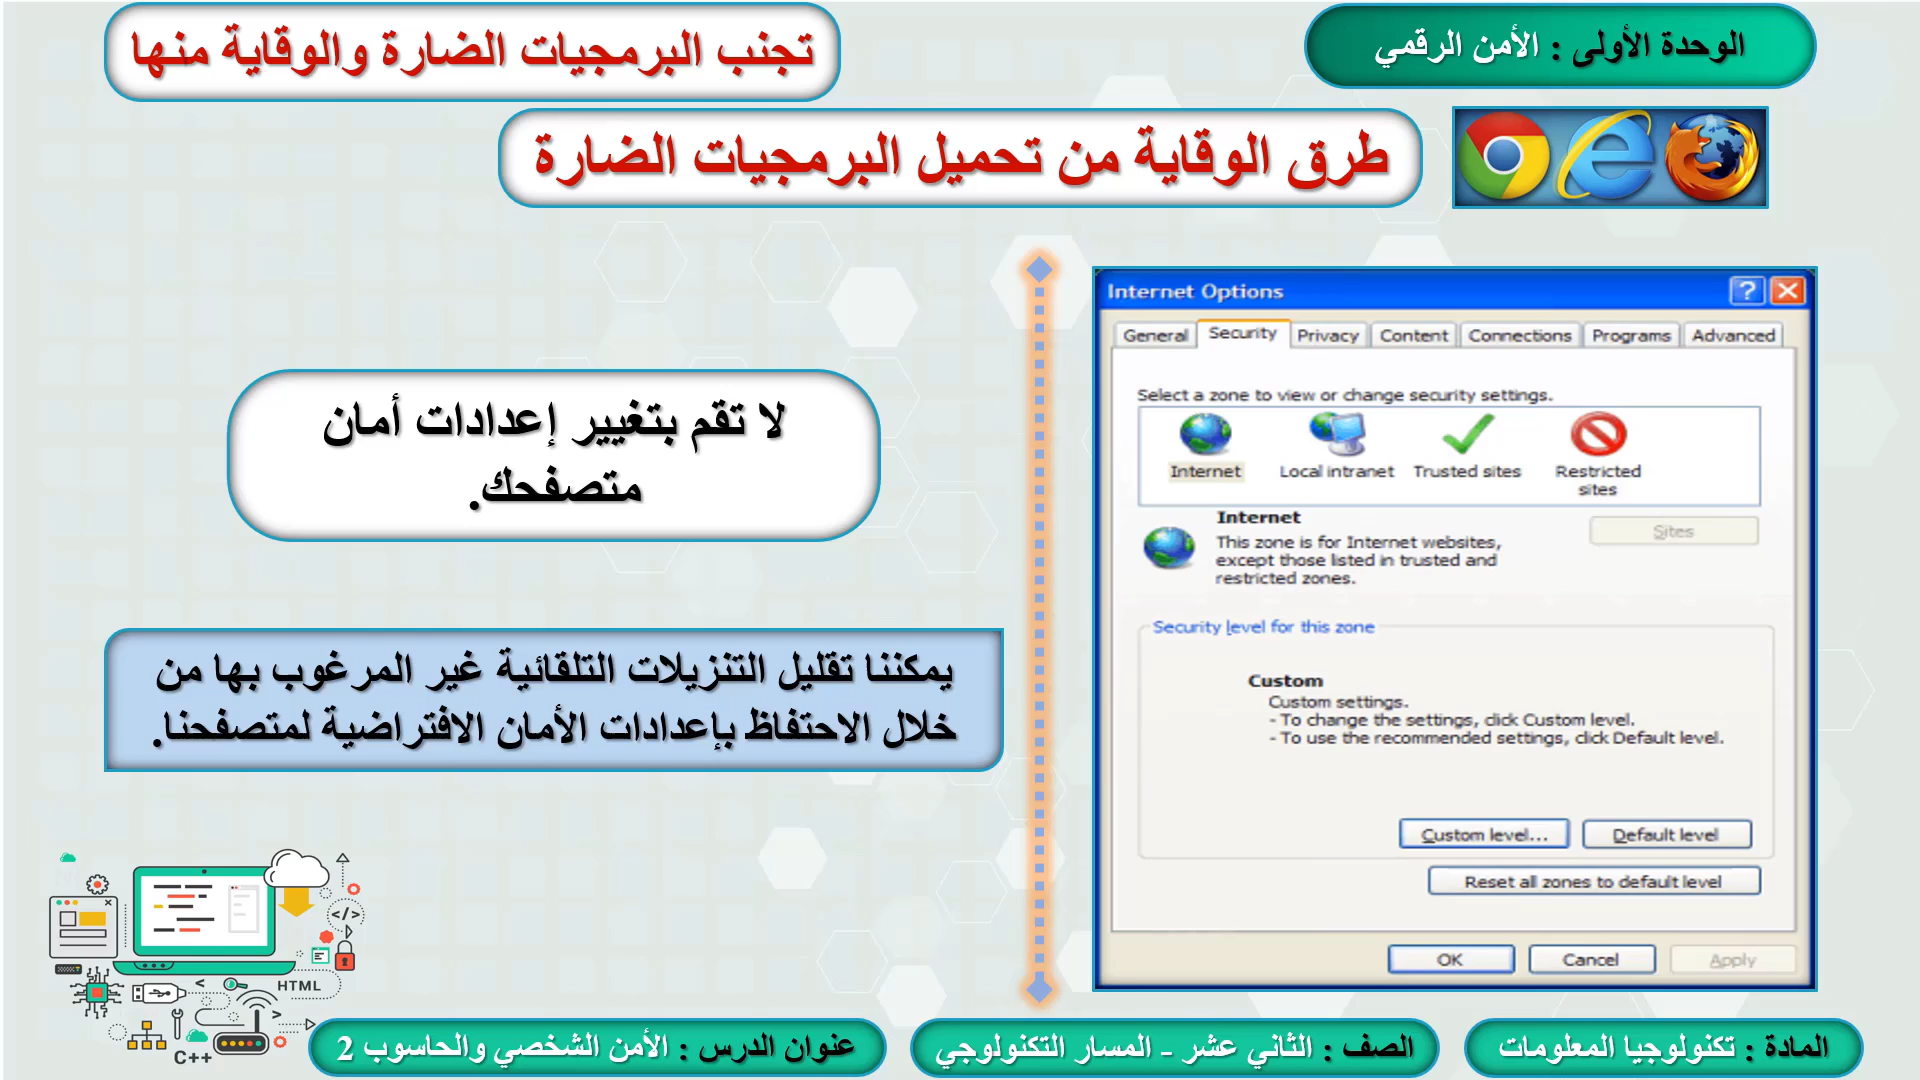 الوحدة الأولى : الأمن الرقمي
تجنب البرمجيات الضارة والوقاية منها
طرق الوقاية من تحميل البرمجيات الضارة
لا تقم بتغيير إعدادات أمان
متصفحك.
يمكننا تقليل التنزيلات التلقائية غير المرغوب بها من
خلال الاحتفاظ بإعدادات الأمان الافتراضية لمتصفحنا.
Internet Options
General Security Privacy Content Connections Programs Advanced
Select a zone to view or change security settings.
Internet Local intranet Trusted sites Restricted
sites
Internet
Sites
This zone is for Internet websites,
except those listed in trusted and
restricted zones.
Security level for this zone
Custom
Custom settings.
- To change the settings, click Custom level.
- To use the recommended settings, click Default level.
Custom level... Default level
Reset all zones to default level
OK Cancel Apply
</>
HTML
C++
المادة : تكنولوجيا المعلومات
الصف : الثاني عشر - المسار التكنولوجي
عنوان الدرس : الأمن الشخصي والحاسوب 2